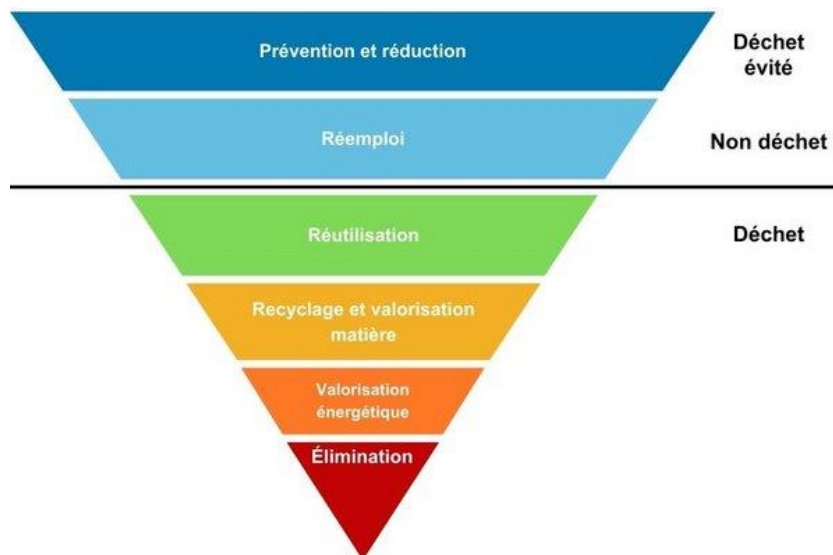 Prévention et réduction
Déchet
évité
Réemploi
Non déchet
Réutilisation
Déchet
Recyclage et valorisation
matière
Valorisation
énergétique
Élimination